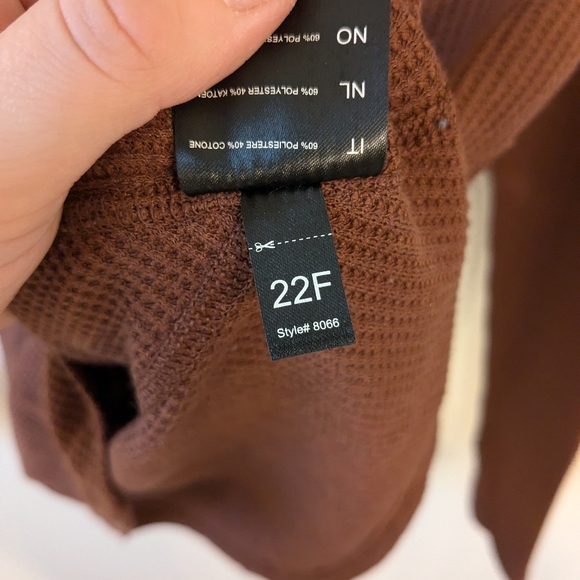 IT
60% POLIESTERE 40% COTONE
NL
60% POLYESTER 40% KATOEN
NO
60% POLYES
22F
Style# 8066